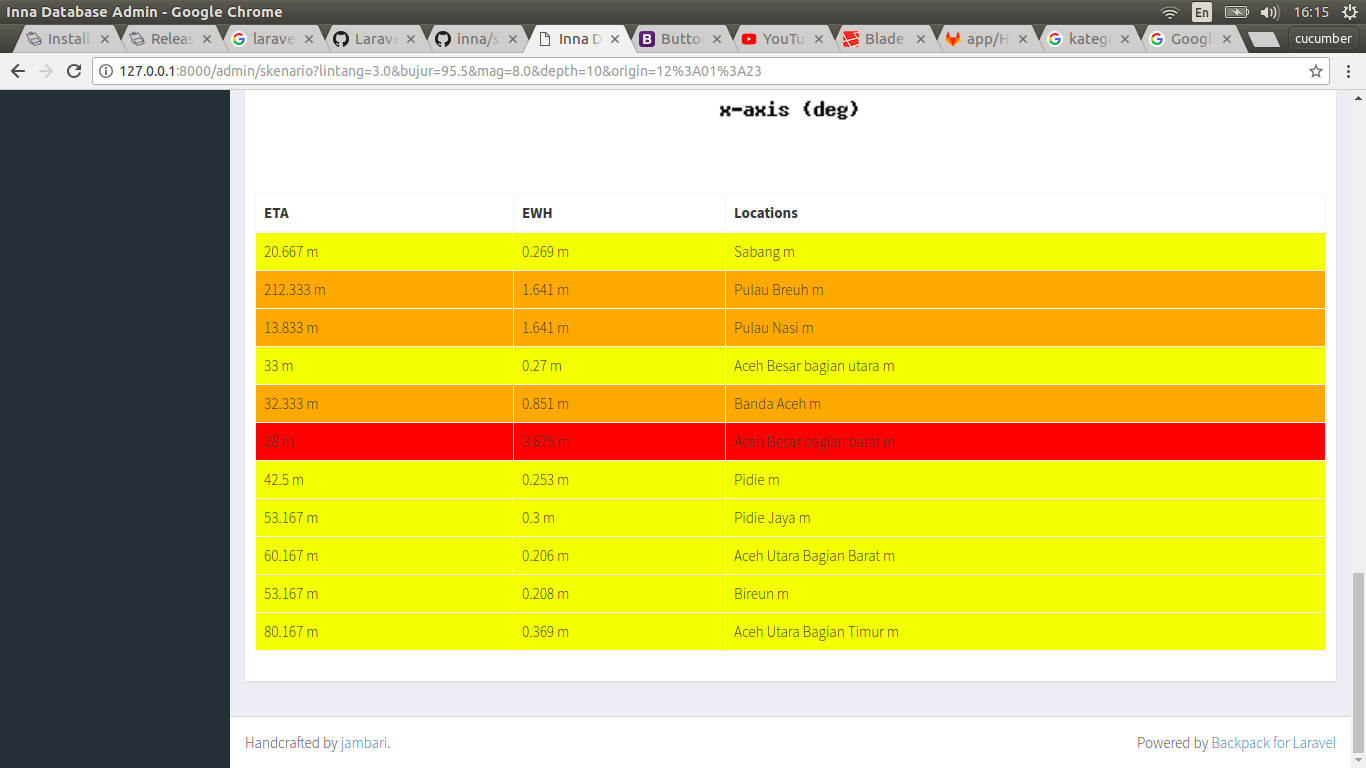 Inna Database Admin - Google Chrome
En
16:15
Install
Releas
larave
Larave
inna/s
Inna D
Button
YouTu
Blade
app/H
katego
Googl
cucumber
127.0.0.1:8000/admin/skenario?lintang=3.0&bujur=95.5&mag=8.0&depth=10&origin=12%3A01%3A23
x-axis (deg)
ETA EWH Locations
20.667 m 0.269 m Sabang m
212.333 m 1.641 m Pulau Breuh m
13.833 m 1.641 m Pulau Nasi m
33 m 0.27 m Aceh Besar bagian utara m
32.333 m 0.851 m Banda Aceh m
28 m 3.675 m Aceh Besar bagian barat m
42.5 m 0.253 m Pidie m
53.167 m 0.3 m Pidie Jaya m
60.167 m 0.206 m Aceh Utara Bagian Barat m
53.167 m 0.208 m Bireun m
80.167 m 0.369 m Aceh Utara Bagian Timur m
Handcrafted by jambari.
Powered by Backpack for Laravel